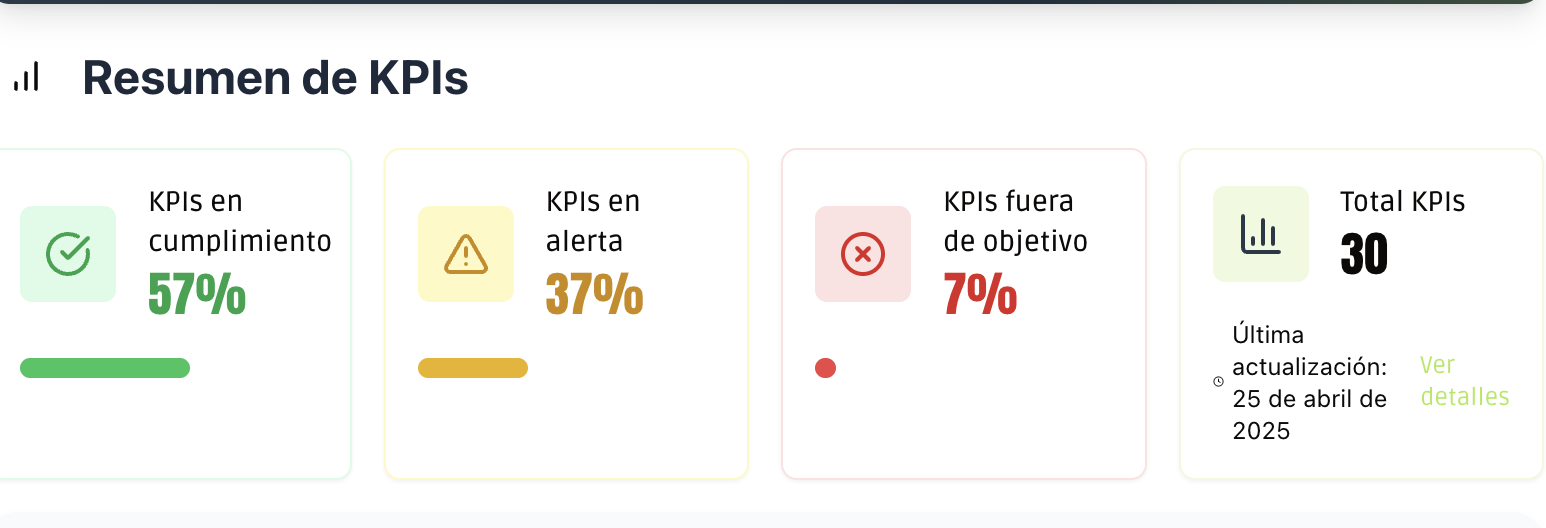 Resumen de KPIs
KPIs en
cumplimiento
57%
KPIs en
alerta
37%
KPIs fuera
de objetivo
7%
Total KPIs
30
Última
actualización:
25 de abril de
2025
Ver
detalles